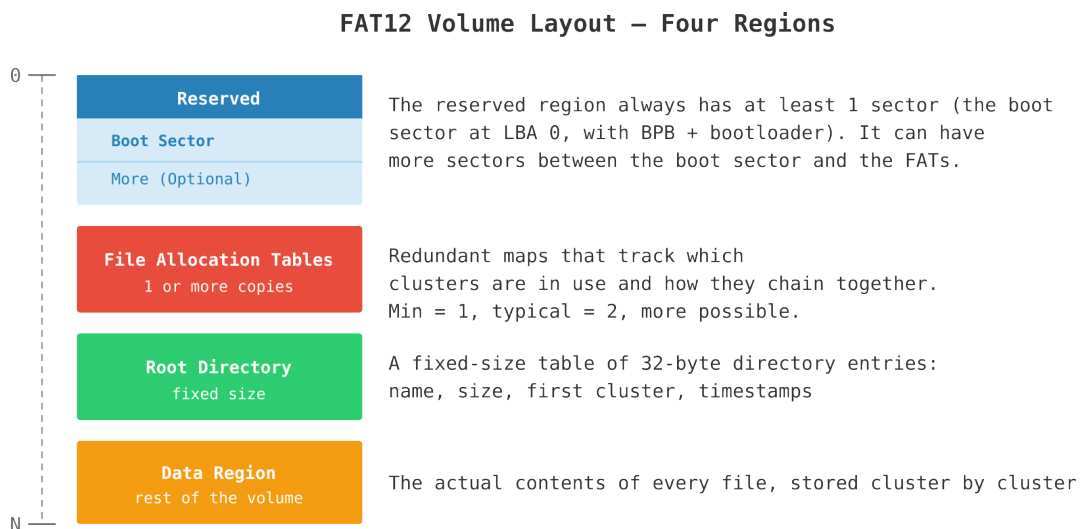 FAT12 Volume Layout — Four Regions
0
Reserved
Boot Sector
More (Optional)
The reserved region always has at least 1 sector (the boot
sector at LBA 0, with BPB + bootloader). It can have
more sectors between the boot sector and the FATs.
File Allocation Tables
1 or more copies
Redundant maps that track which
clusters are in use and how they chain together.
Min = 1, typical = 2, more possible.
Root Directory
fixed size
A fixed-size table of 32-byte directory entries:
name, size, first cluster, timestamps
Data Region
rest of the volume
The actual contents of every file, stored cluster by cluster
N